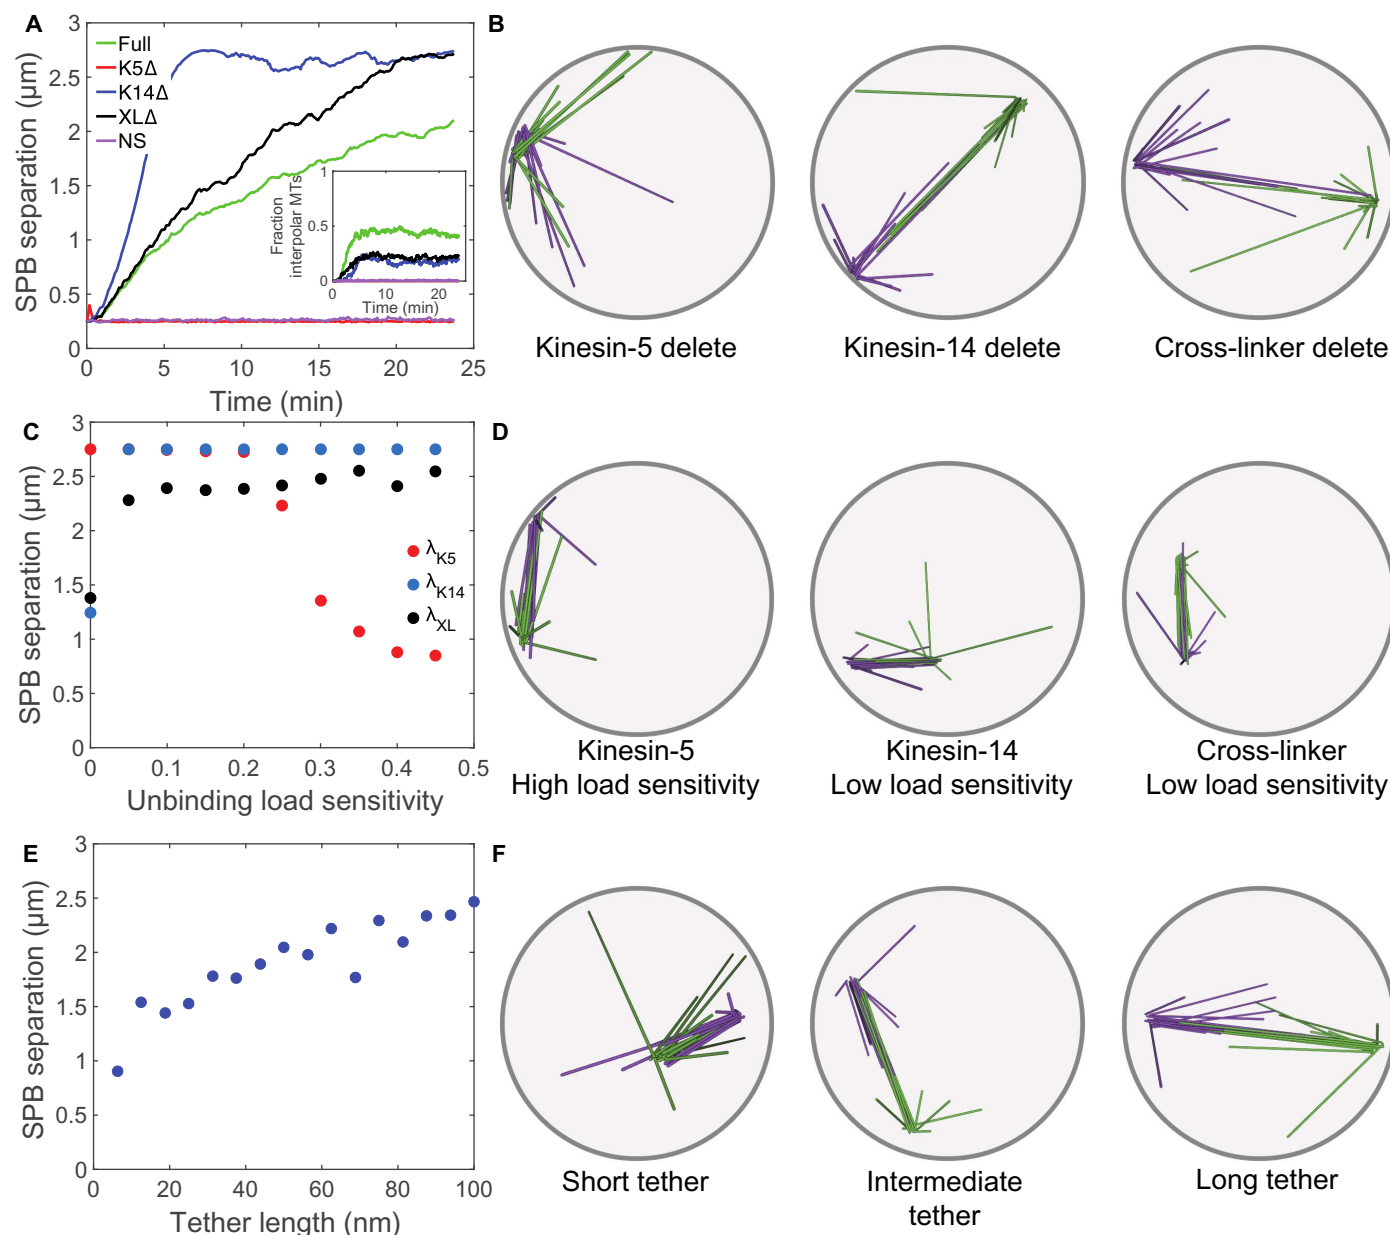 A
SPB separation (μm)
3
2.5
2
1.5
1
0.5
0
Full
K5Δ
K14Δ
XLΔ
NS
Fraction
interpolar MTs
1
0.5
0
0 10 20
Time (min)
0 5 10 15 20 25
Time (min)
B
Kinesin-5 delete
Kinesin-14 delete
Cross-linker delete
C
SPB separation (μm)
3
2.5
2
1.5
1
0.5
0
λK5
λK14
λXL
0 0.1 0.2 0.3 0.4 0.5
Unbinding load sensitivity
D
Kinesin-5
High load sensitivity
Kinesin-14
Low load sensitivity
Cross-linker
Low load sensitivity
E
SPB separation (μm)
3
2.5
2
1.5
1
0.5
0
0 20 40 60 80 100
Tether length (nm)
F
Short tether
Intermediate
tether
Long tether